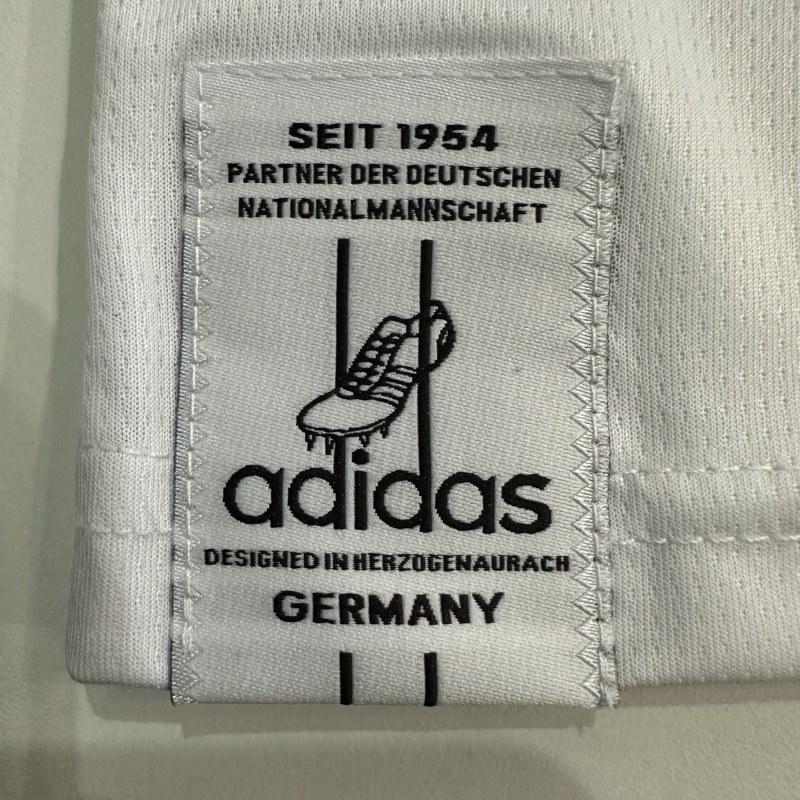 SEIT 1954
PARTNER DER DEUTSCHEN
NATIONALMANNSCHAFT
adidas
DESIGNED IN HERZOGENAURACH
GERMANY